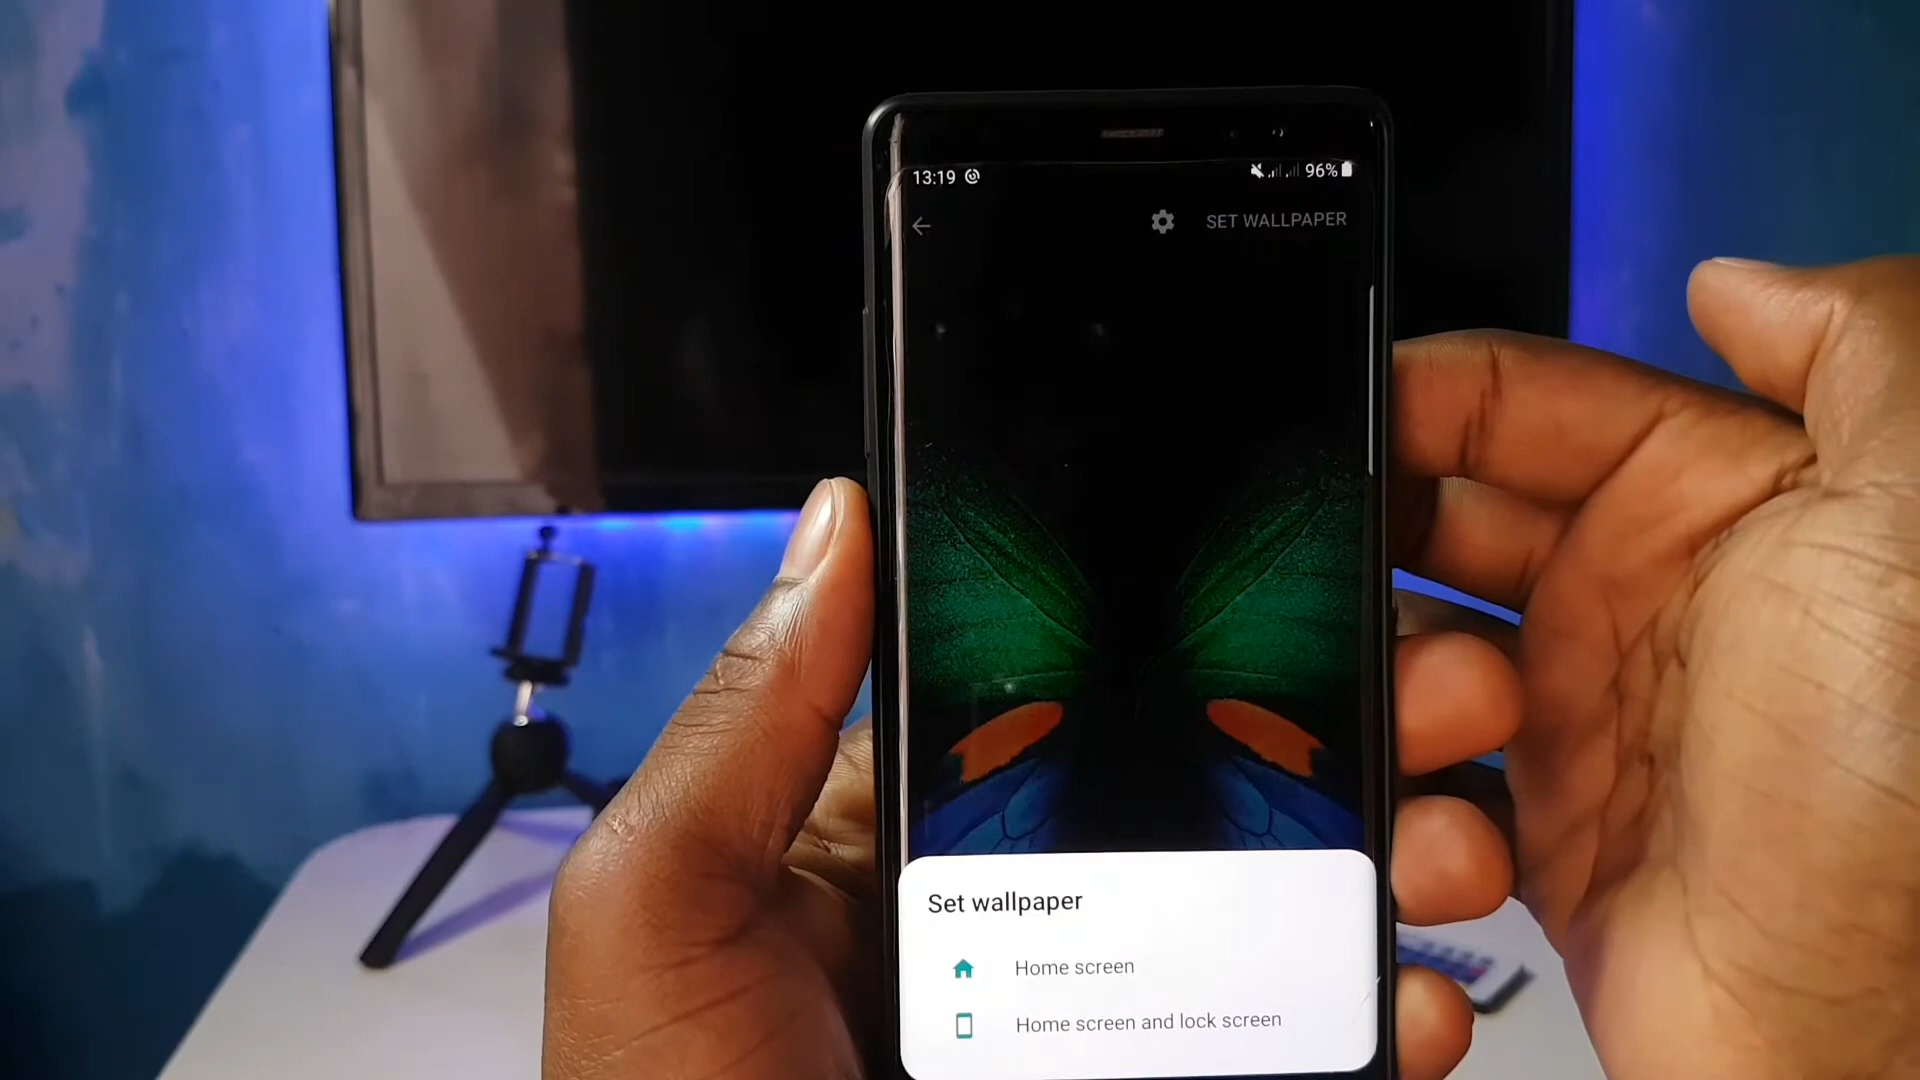 13:19 96%
SET WALLPAPER
Set wallpaper
Home screen
Home screen and lock screen